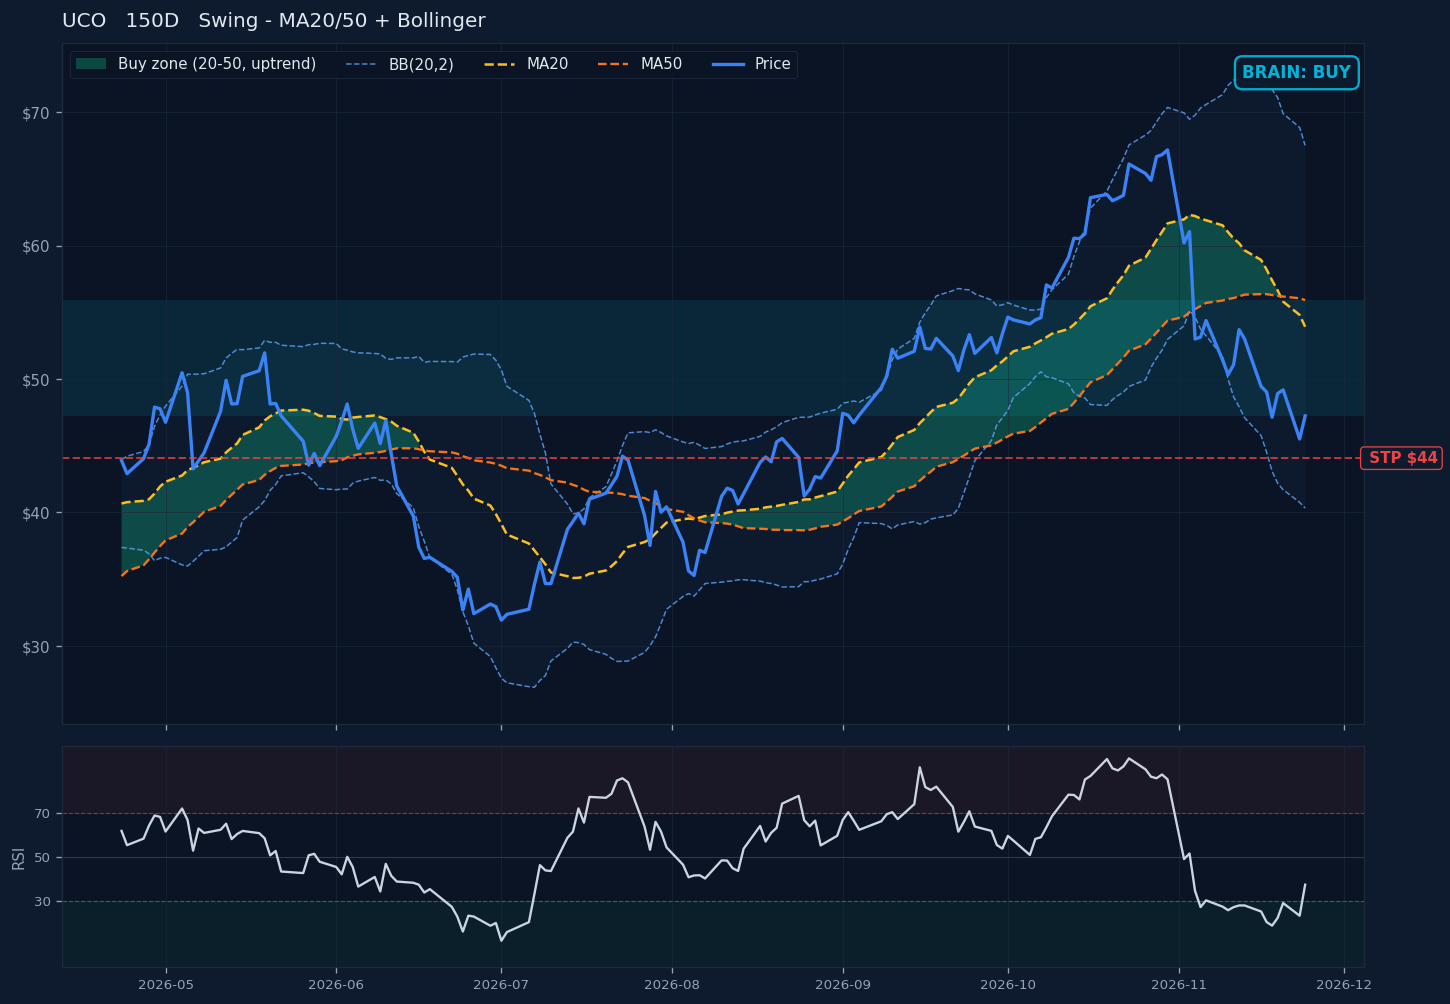 UCO   150D   Swing - MA20/50 + Bollinger
Buy zone (20-50, uptrend)   BB(20,2)   MA20   MA50   Price
BRAIN: BUY
$70
$60
$50
$40
$30
STP $44
70
50
30
RSI
2026-05   2026-06   2026-07   2026-08   2026-09   2026-10   2026-11   2026-12